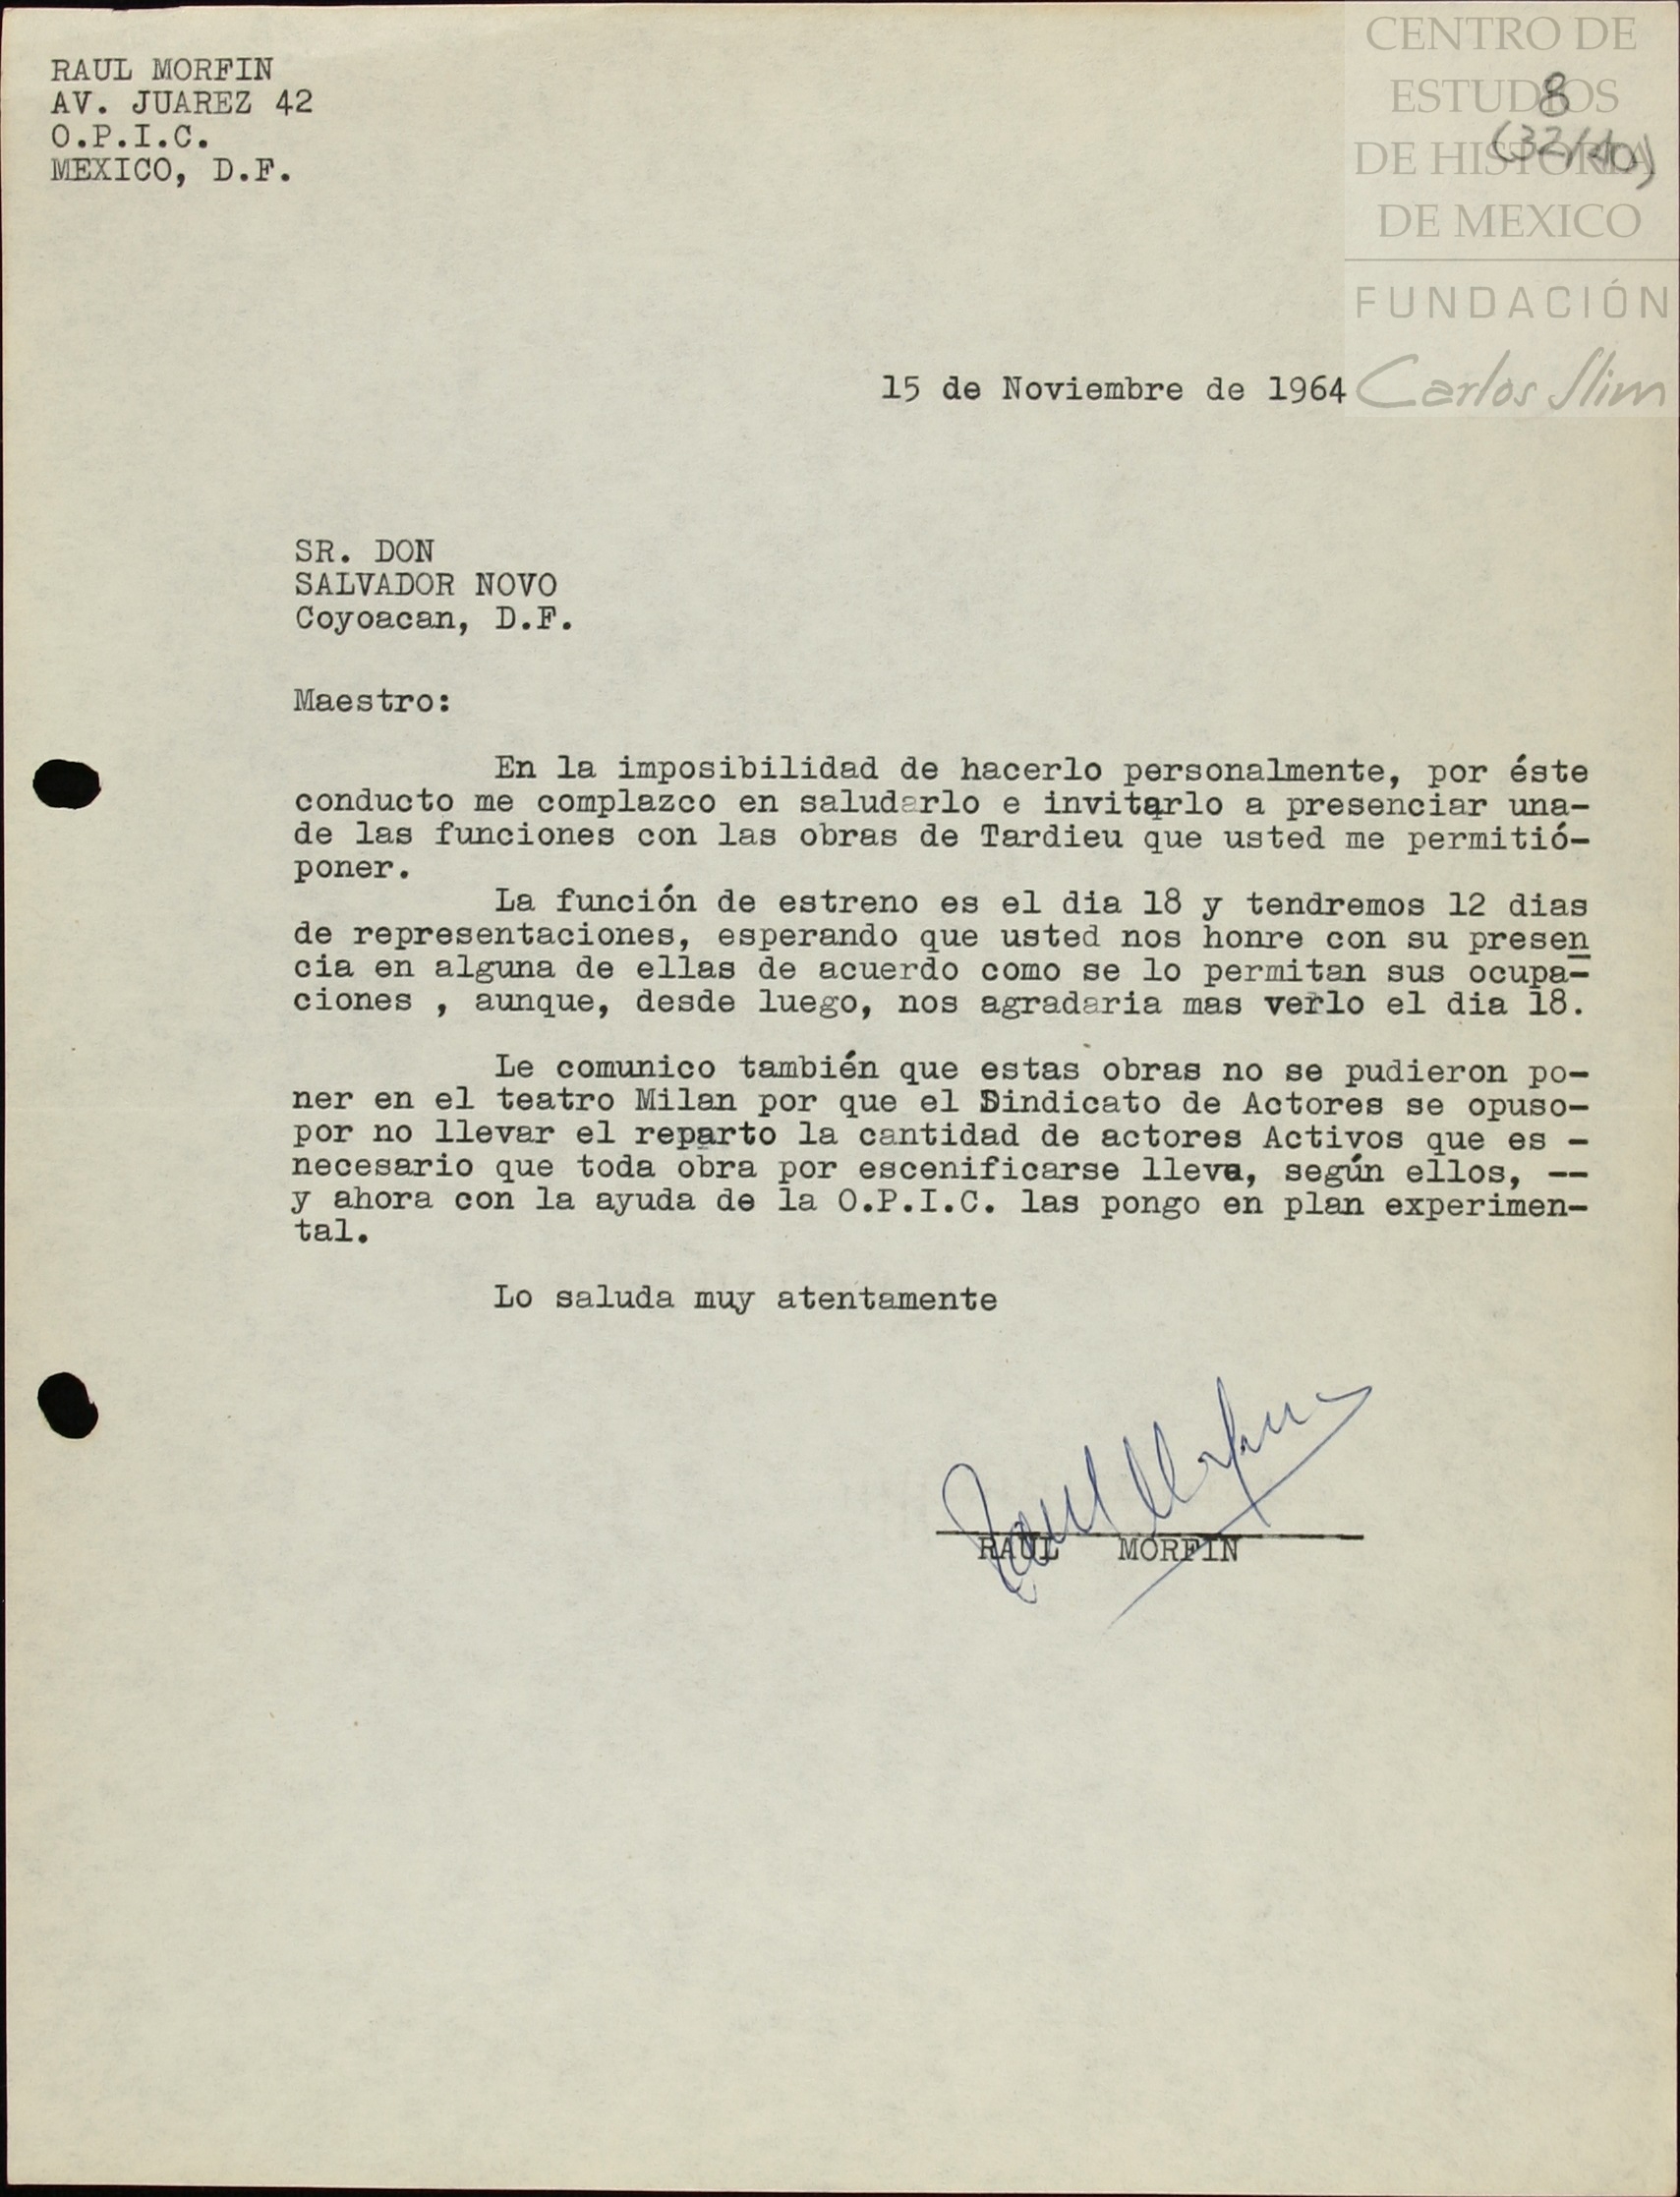 CENTRO DE
ESTUDIOS
DE HISTORIA
DE MEXICO
FUNDACIÓN
Carlos Slim
8
(32/40)
RAUL MORFIN
AV. JUAREZ 42
O.P.I.C.
MEXICO, D.F.
15 de Noviembre de 1964
SR. DON
SALVADOR NOVO
Coyoacan, D.F.
Maestro:
En la imposibilidad de hacerlo personalmente, por éste
conducto me complazco en saludarlo e invitarlo a presenciar una-
de las funciones con las obras de Tardieu que usted me permitió-
poner.
La función de estreno es el dia 18 y tendremos 12 dias
de representaciones, esperando que usted nos honre con su presen
cia en alguna de ellas de acuerdo como se lo permitan sus ocupa-
ciones , aunque, desde luego, nos agradaria mas verlo el dia 18.
Le comunico también que estas obras no se pudieron po-
ner en el teatro Milan por que el Sindicato de Actores se opuso-
por no llevar el reparto la cantidad de actores Activos que es -
necesario que toda obra por escenificarse lleve, según ellos, --
y ahora con la ayuda de la O.P.I.C. las pongo en plan experimen-
tal.
Lo saluda muy atentamente
Raul Morfin
RAUL MORFIN